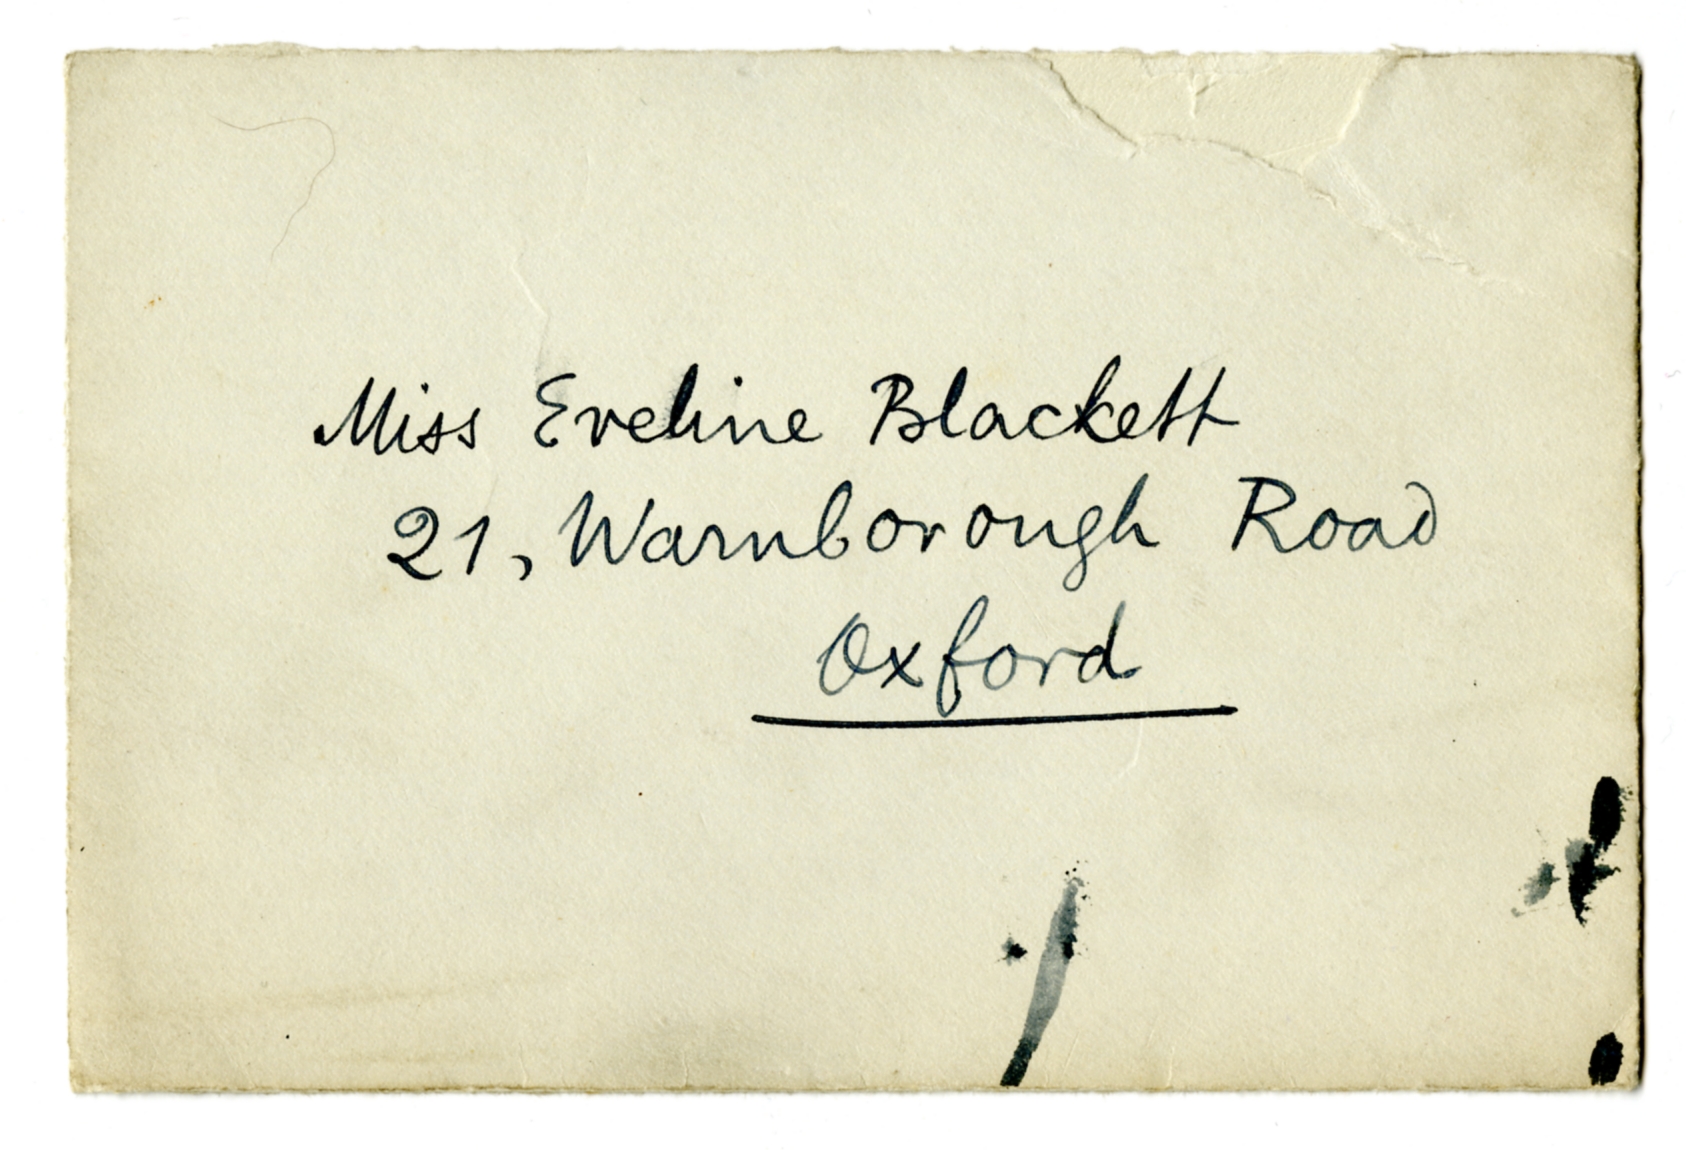 Miss Eveline Blackett
21, Warnborough Road
Oxford